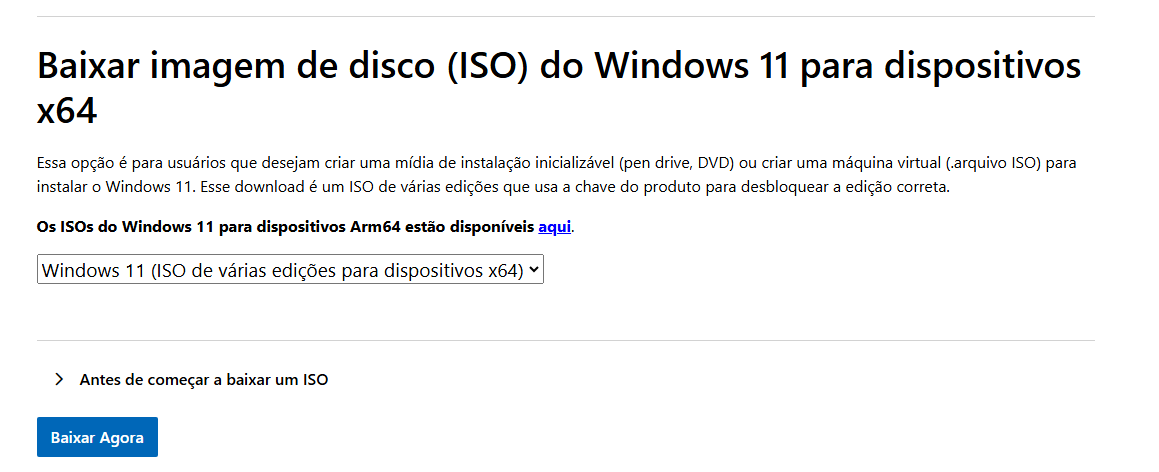 Baixar imagem de disco (ISO) do Windows 11 para dispositivos
x64
Essa opção é para usuários que desejam criar uma mídia de instalação inicializável (pen drive, DVD) ou criar uma máquina virtual (.arquivo ISO) para
instalar o Windows 11. Esse download é um ISO de várias edições que usa a chave do produto para desbloquear a edição correta.
Os ISOs do Windows 11 para dispositivos Arm64 estão disponíveis aqui.
Windows 11 (ISO de várias edições para dispositivos x64)
Antes de começar a baixar um ISO
Baixar Agora